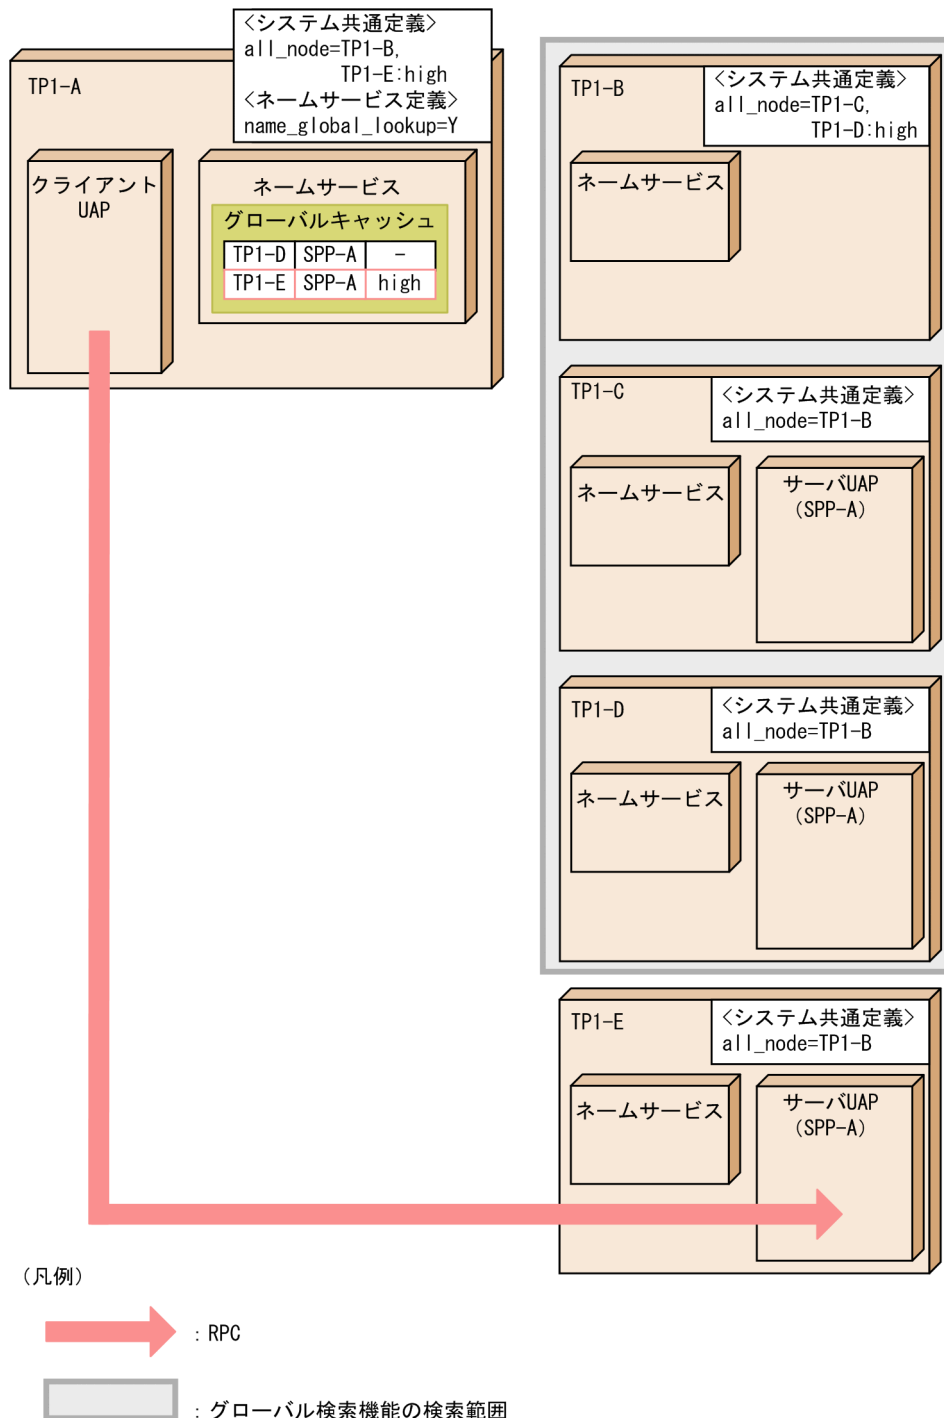 <システム共通定義>
all_node=TP1-B,
TP1-E:high
<ネームサービス定義>
name_global_lookup=Y
TP1-A
クライアント
UAP
ネームサービス
グローバルキャッシュ
TP1-D SPP-A -
TP1-E SPP-A high
TP1-B
<システム共通定義>
all_node=TP1-C,
TP1-D:high
ネームサービス
TP1-C
<システム共通定義>
all_node=TP1-B
ネームサービス
サーバUAP
(SPP-A)
TP1-D
<システム共通定義>
all_node=TP1-B
ネームサービス
サーバUAP
(SPP-A)
TP1-E
<システム共通定義>
all_node=TP1-B
ネームサービス
サーバUAP
(SPP-A)
(凡例)
:RPC
:グローバル検索機能の検索範囲